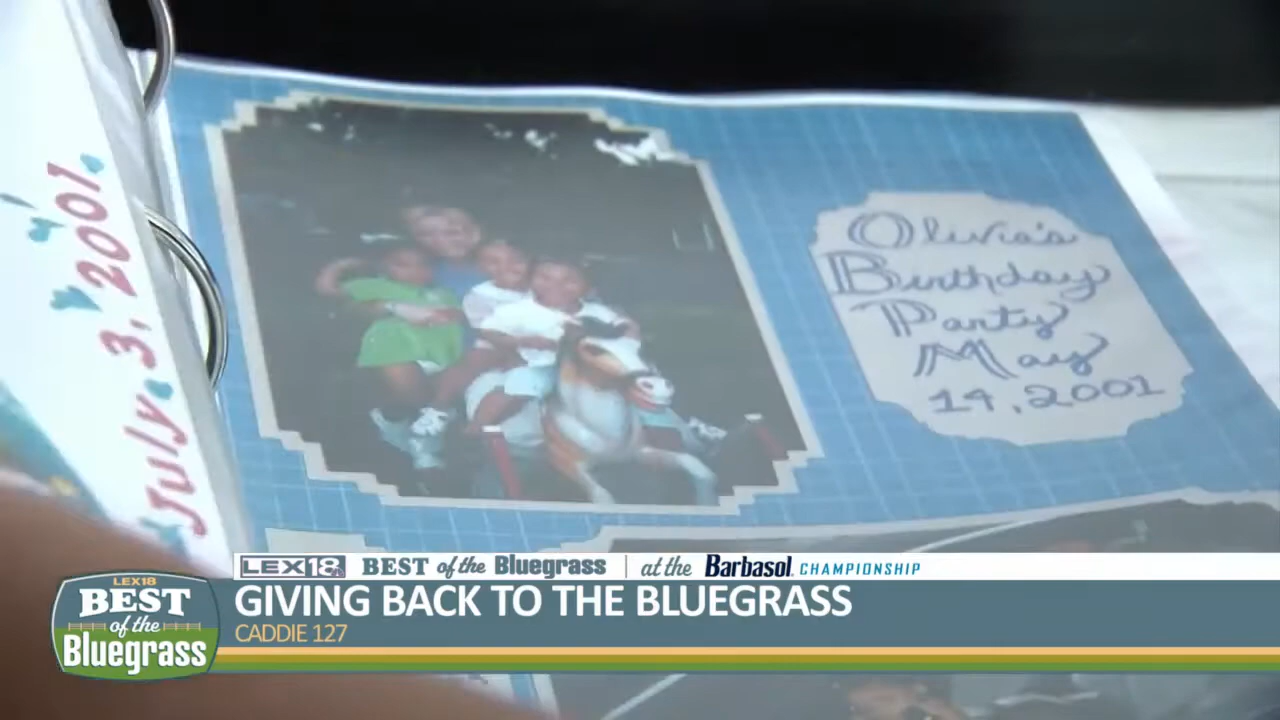 July 3, 2001
Olivia's
Birthday
Party
May
14, 2001
LEX18 BEST of the Bluegrass at the Barbasol CHAMPIONSHIP
GIVING BACK TO THE BLUEGRASS
CADDIE 127
LEX18
BEST
of the
Bluegrass